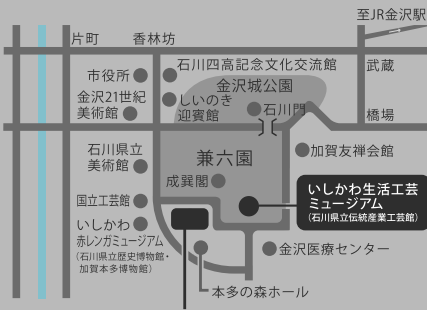 至JR金沢駅
片町
香林坊
武蔵
石川四高記念文化交流館
市役所
金沢城公園
金沢21世紀
美術館
しいのき
迎賓館
石川門
橋場
石川県立
美術館
兼六園
加賀友禅会館
成巽閣
いしかわ生活工芸
ミュージアム
(石川県立伝統産業工芸館)
国立工芸館
いしかわ
赤レンガミュージアム
(石川県立歴史博物館・
加賀本多博物館)
金沢医療センター
本多の森ホール